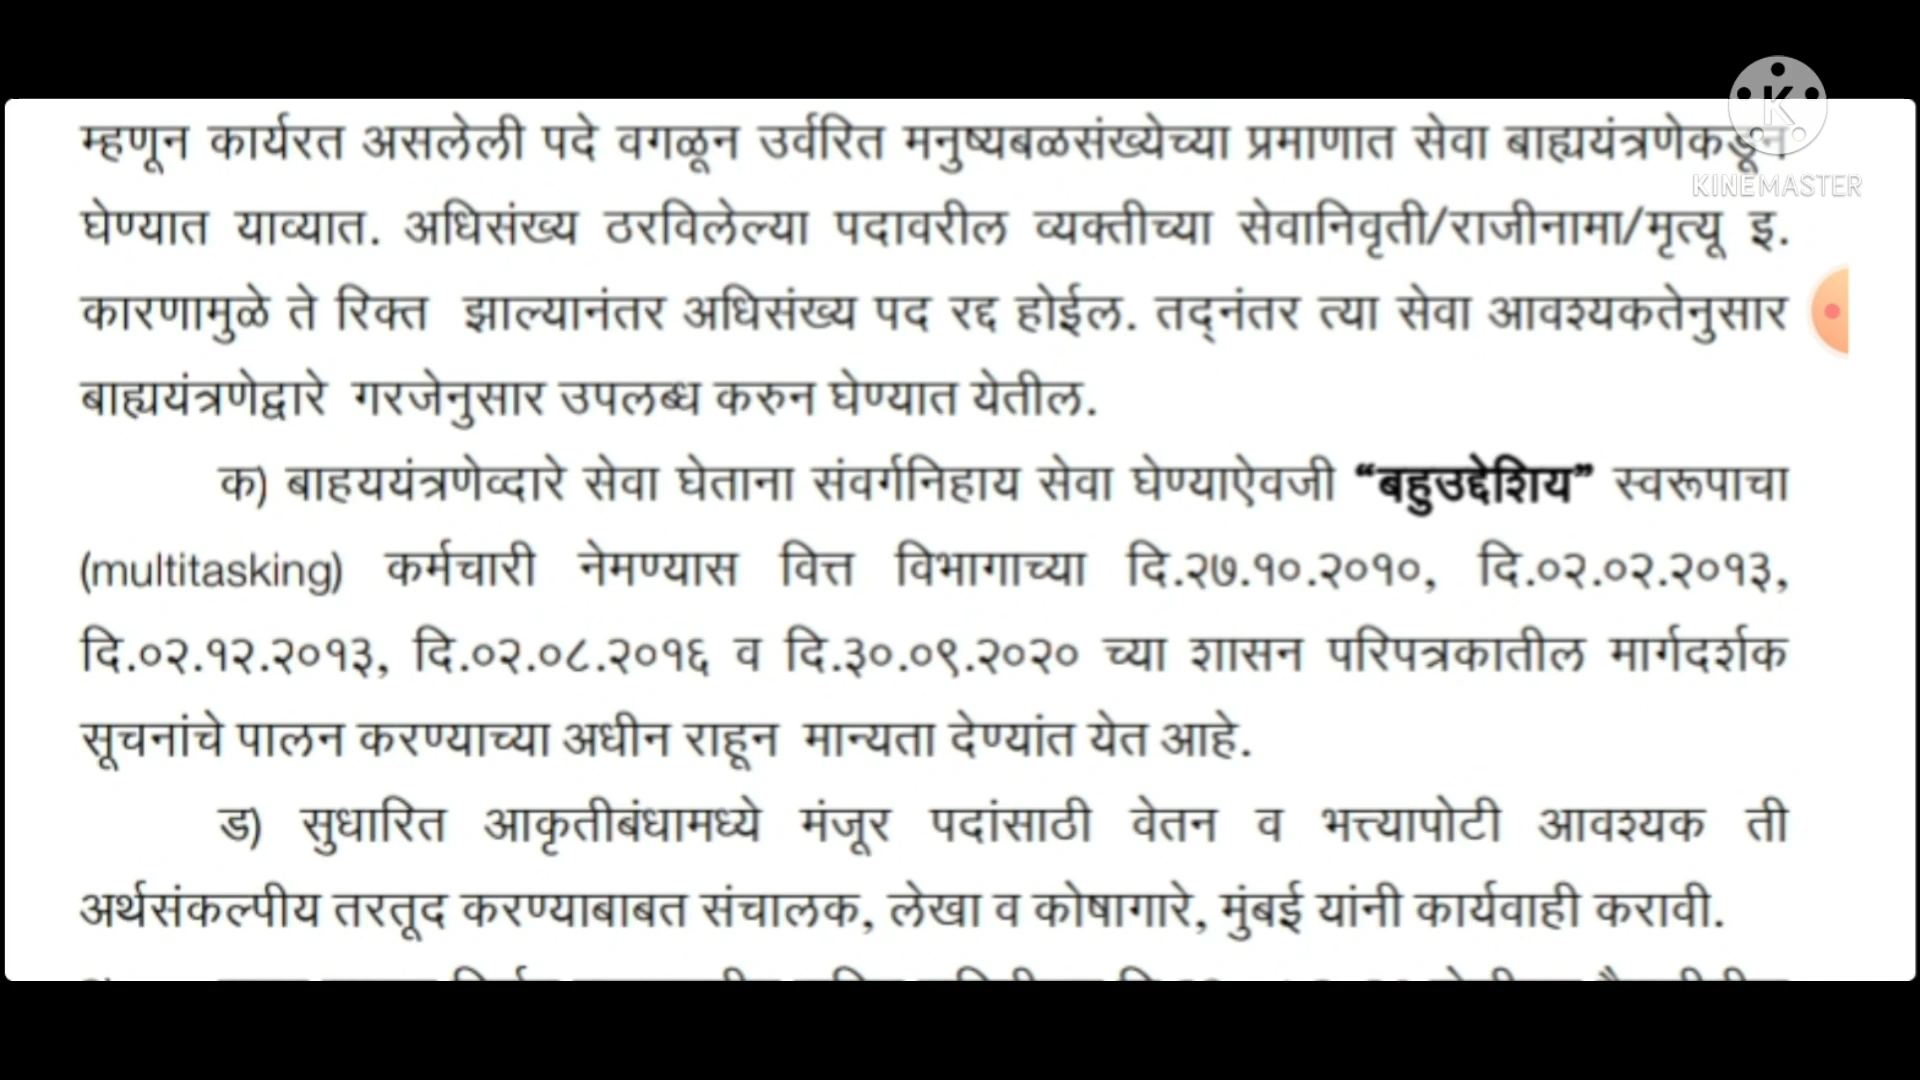 म्हणून कार्यरत असलेली पदे वगळून उर्वरित मनुष्यबळसंख्येच्या प्रमाणात सेवा बाह्ययंत्रणेकडून
KINEMASTER
घेण्यात याव्यात. अधिसंख्य ठरविलेल्या पदावरील व्यक्तीच्या सेवानिवृती/राजीनामा/मृत्यू इ.
कारणामुळे ते रिक्त झाल्यानंतर अधिसंख्य पद रद्द होईल. तद्नंतर त्या सेवा आवश्यकतेनुसार
बाह्ययंत्रणेद्वारे गरजेनुसार उपलब्ध करुन घेण्यात येतील.
क) बाहययंत्रणेव्दारे सेवा घेताना संवर्गनिहाय सेवा घेण्याऐवजी “बहुउद्देशिय” स्वरूपाचा
(multitasking) कर्मचारी नेमण्यास वित्त विभागाच्या दि.२७.१०.२०१०, दि.०२.०२.२०१३,
दि.०२.१२.२०१३, दि.०२.०८.२०१६ व दि.३०.०९.२०२० च्या शासन परिपत्रकातील मार्गदर्शक
सूचनांचे पालन करण्याच्या अधीन राहून मान्यता देण्यांत येत आहे.
ड) सुधारित आकृतीबंधामध्ये मंजूर पदांसाठी वेतन व भत्त्यापोटी आवश्यक ती
अर्थसंकल्पीय तरतूद करण्याबाबत संचालक, लेखा व कोषागारे, मुंबई यांनी कार्यवाही करावी.